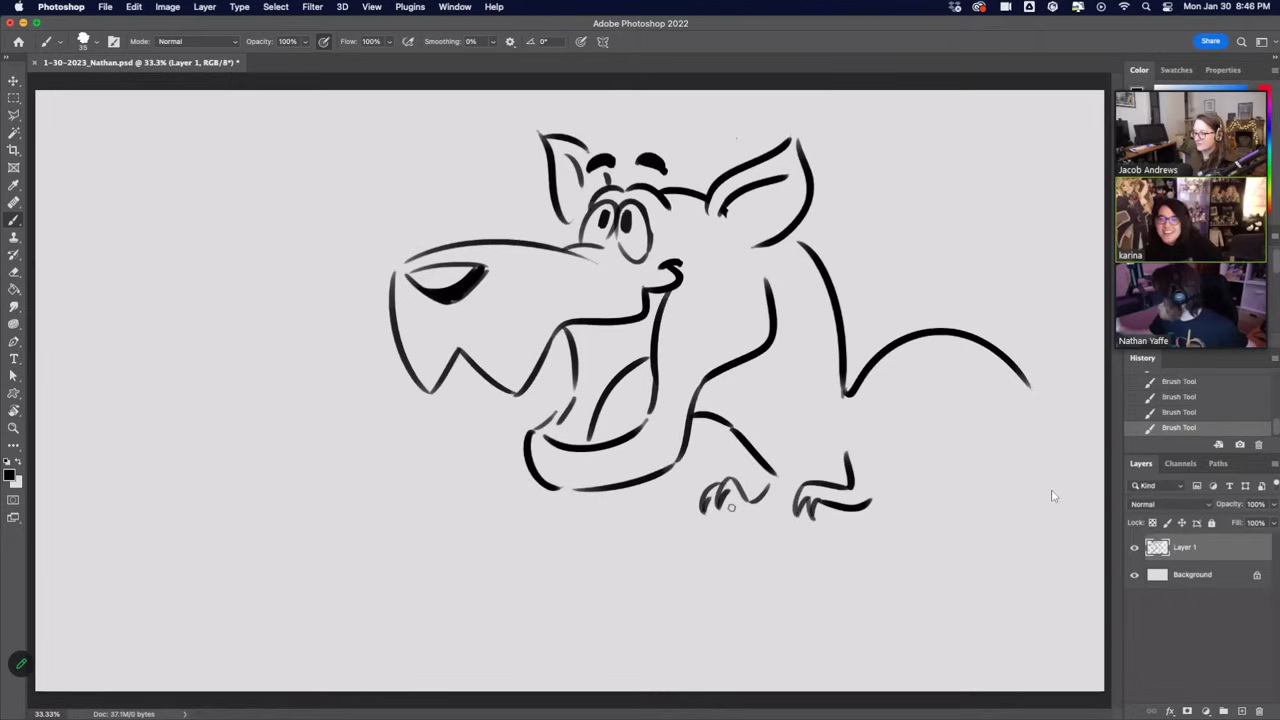 Photoshop File Edit Image Layer Type Select Filter 3D View Plugins Window Help Mon Jan 30 8:46 PM
Adobe Photoshop 2022
35 Mode: Normal Opacity: 100% Flow: 100% Smoothing: 0% 0° Share
1-30-2023_Nathan.psd @ 33.3% (Layer 1, RGB/8*) *
Color Swatches Properties
Jacob Andrews
karina
Nathan Yaffe
History
Brush Tool
Brush Tool
Brush Tool
Brush Tool
Layers Channels Paths
Kind
Normal Opacity: 100%
Lock: Fill: 100%
Layer 1
Background
33.33% Doc: 37.1M/0 bytes